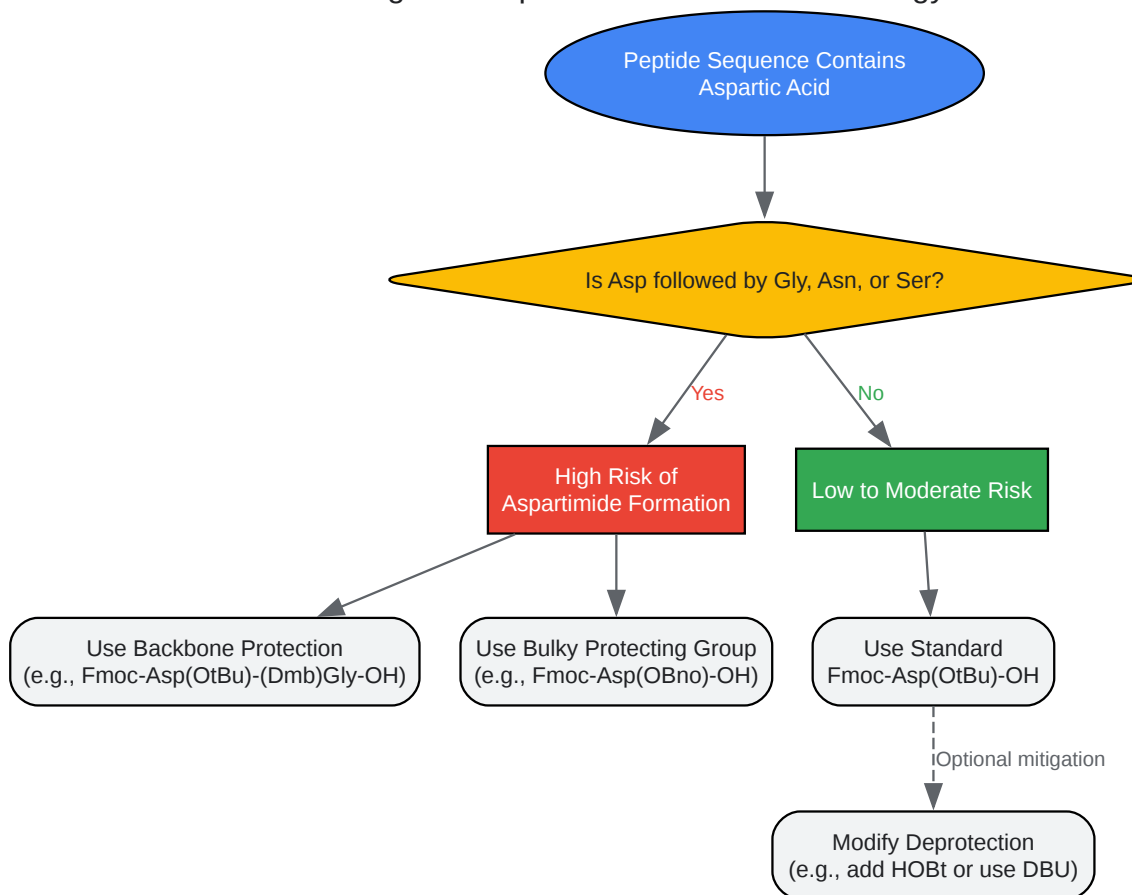 Peptide Sequence Contains
Aspartic Acid
Is Asp followed by Gly, Asn, or Ser?
Yes
No
High Risk of
Aspartimide Formation
Low to Moderate Risk
Use Backbone Protection
(e.g., Fmoc-Asp(OtBu)-(Dmb)Gly-OH)
Use Bulky Protecting Group
(e.g., Fmoc-Asp(OBno)-OH)
Use Standard
Fmoc-Asp(OtBu)-OH
Optional mitigation
Modify Deprotection
(e.g., add HOBt or use DBU)